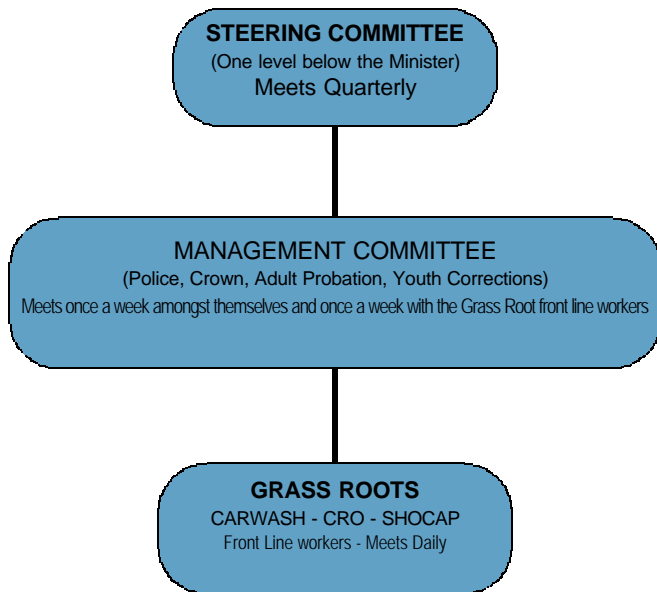 STEERING COMMITTEE
(One level below the Minister)
Meets Quarterly
MANAGEMENT COMMITTEE
(Police, Crown, Adult Probation, Youth Corrections)
Meets once a week amongst themselves and once a week with the Grass Root front line workers
GRASS ROOTS
CARWASH - CRO - SHOCAP
Front Line workers - Meets Daily